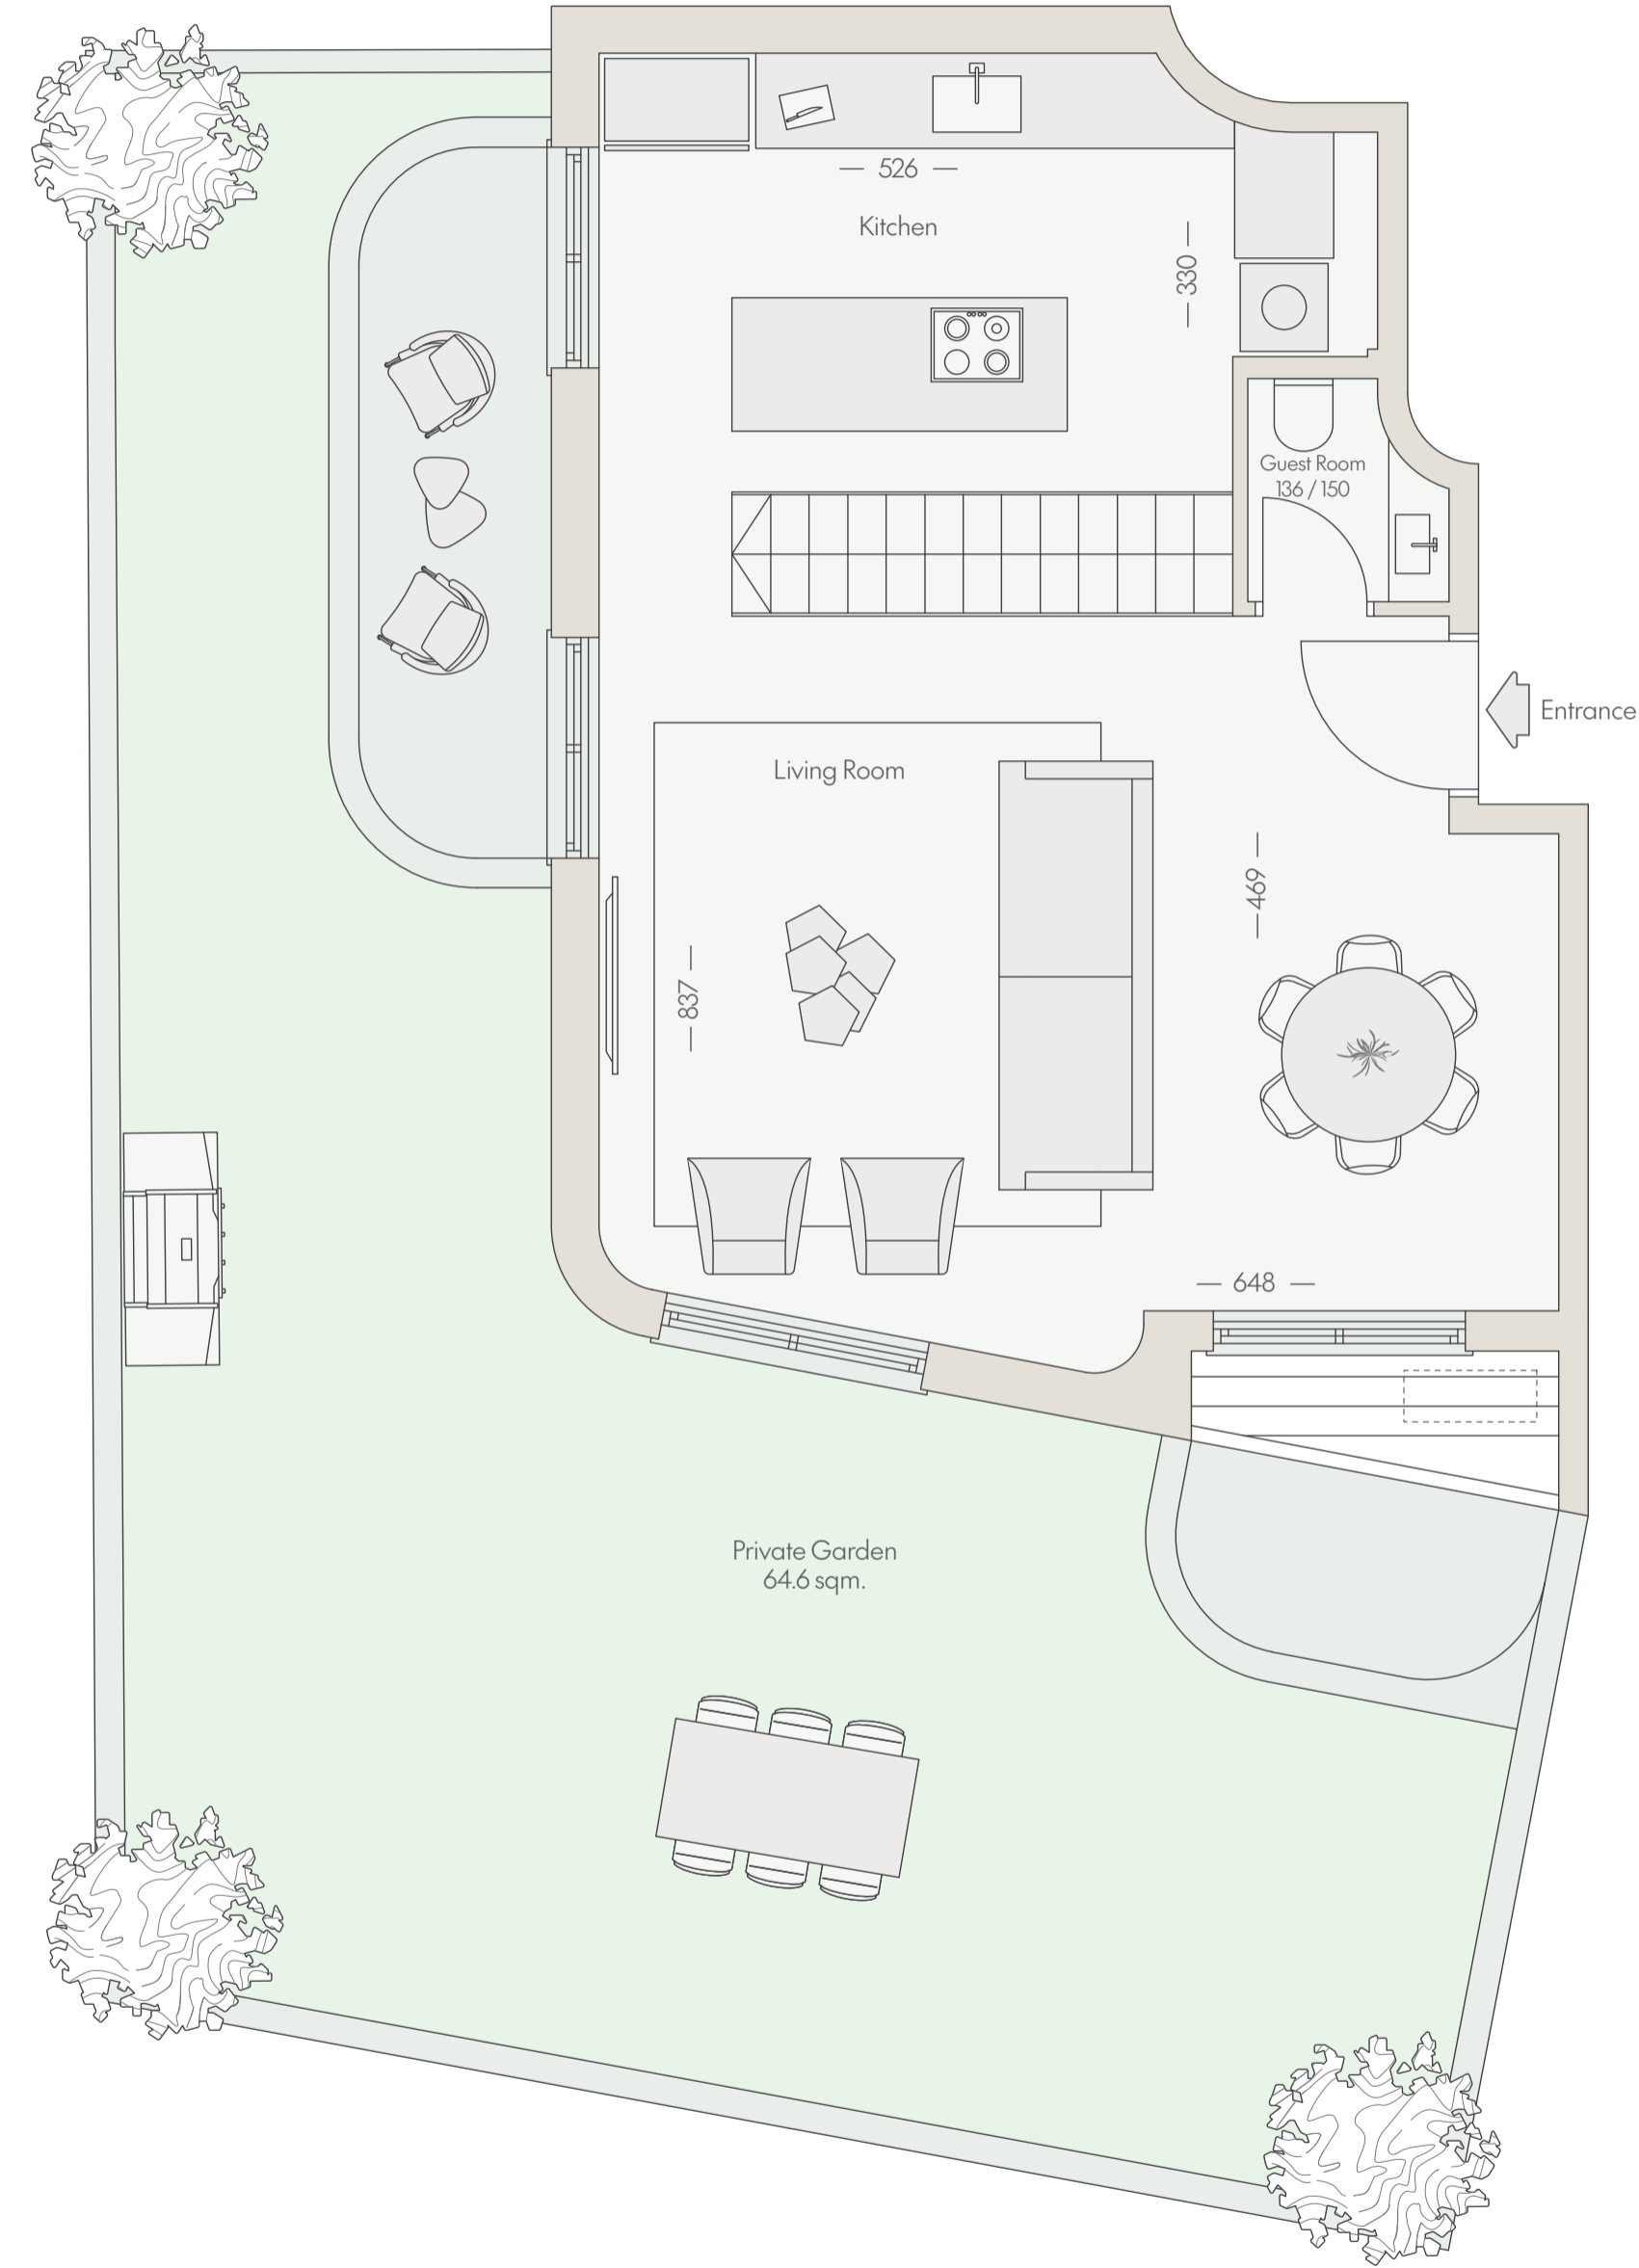 — 526 —
Kitchen
— 330 —
Guest Room
136 / 150
Entrance
Living Room
— 469 —
— 837 —
— 648 —
Private Garden
64.6 sqm.